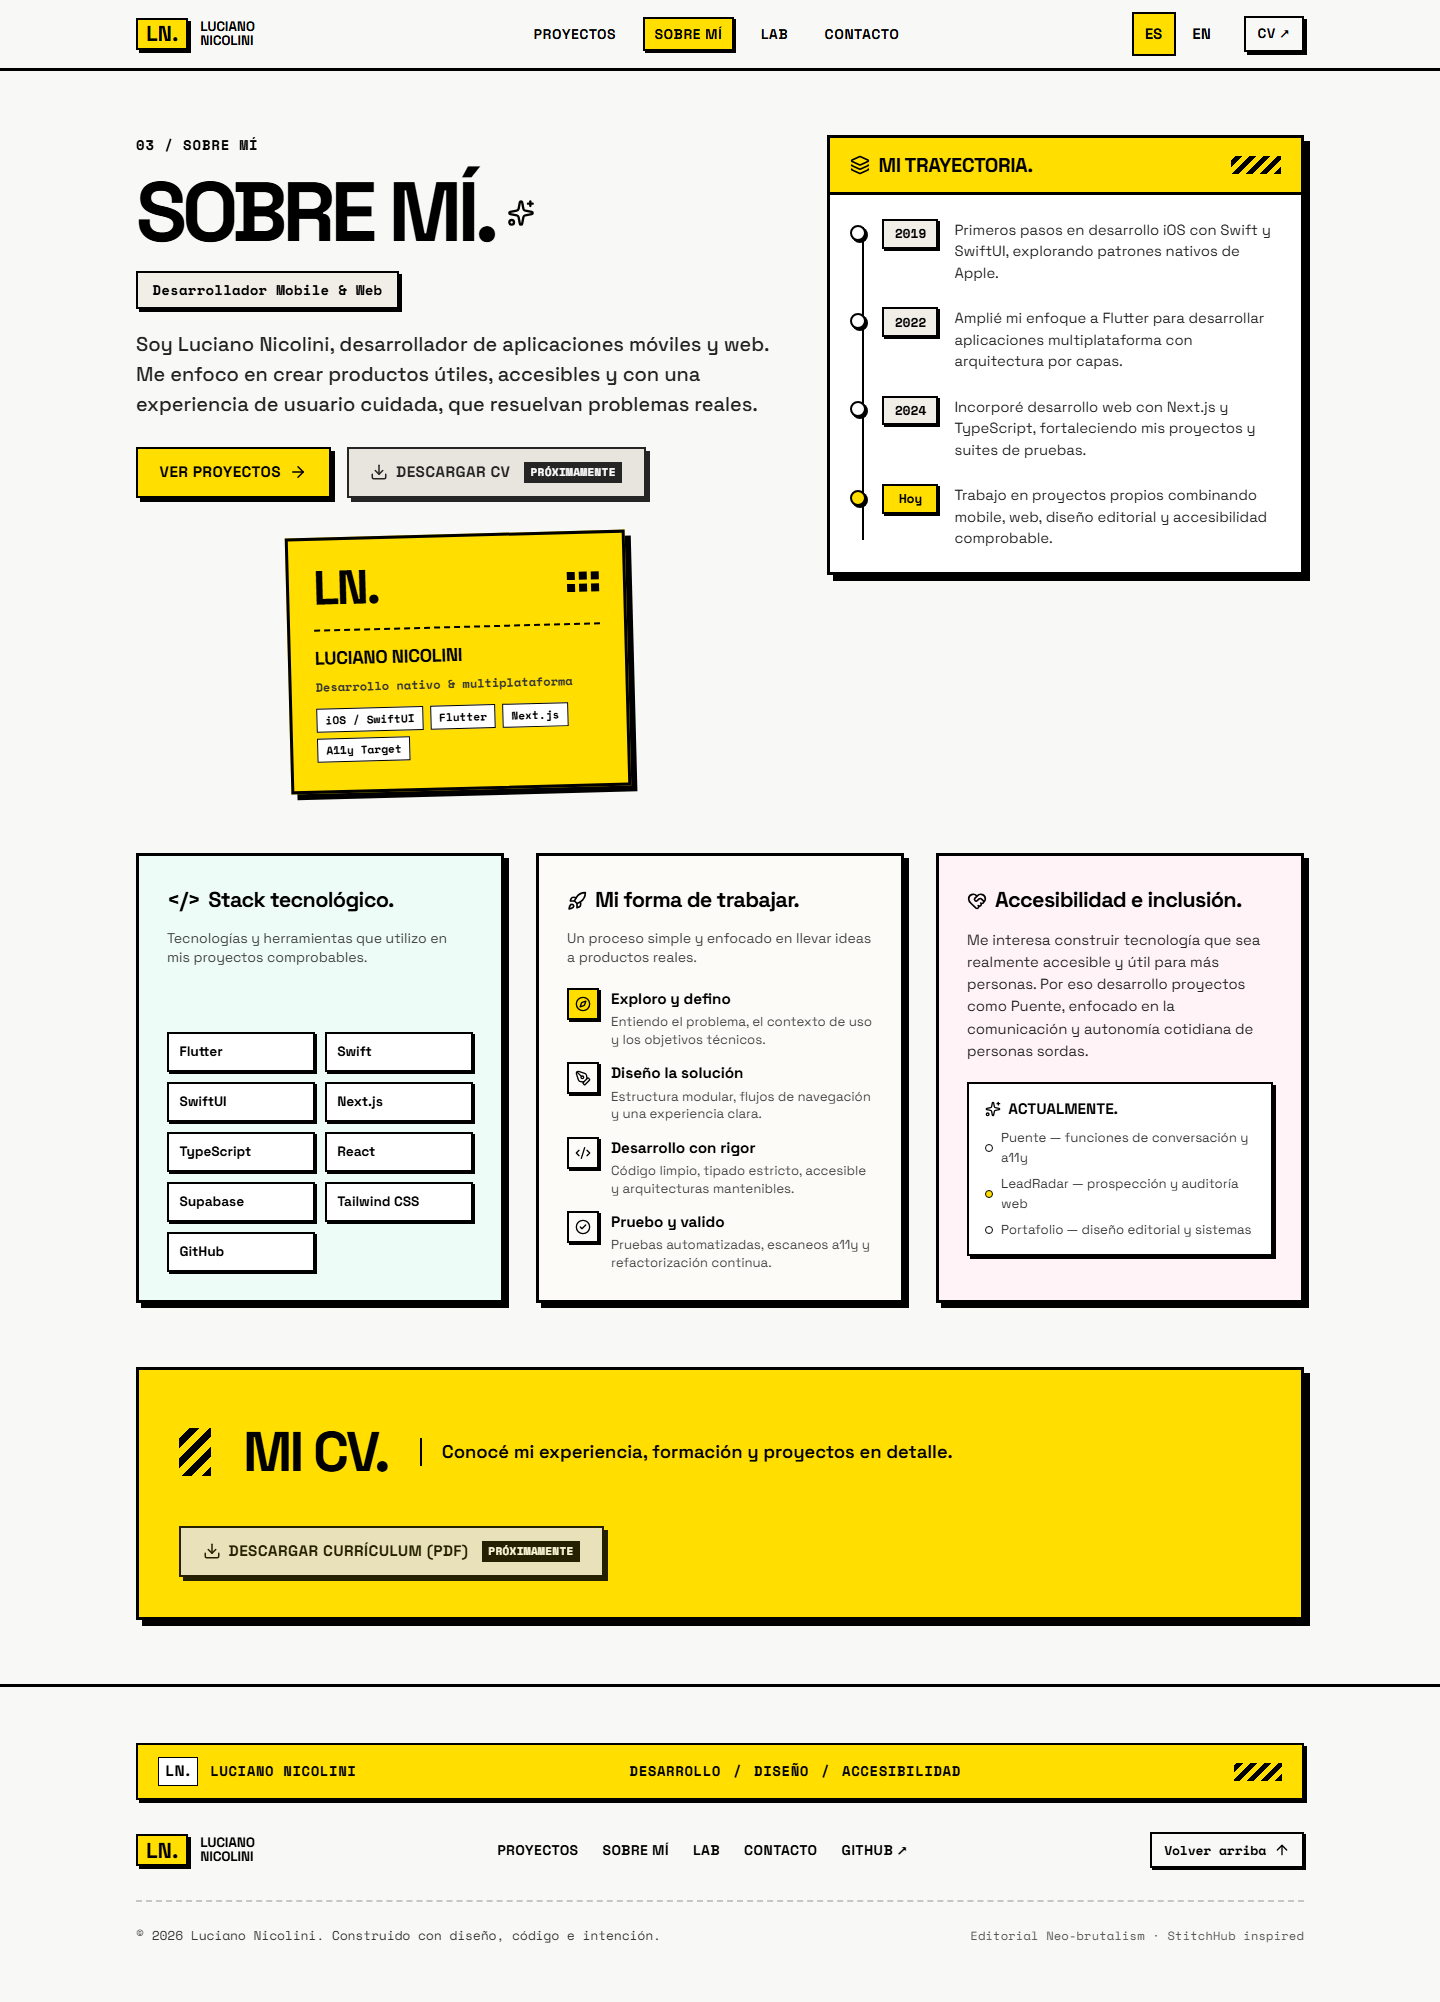 LN.
LUCIANO
NICOLINI
PROYECTOS
SOBRE MÍ
LAB
CONTACTO
ES
EN
CV ↗
03 / SOBRE MÍ
SOBRE MÍ.
Desarrollador Mobile & Web
Soy Luciano Nicolini, desarrollador de aplicaciones móviles y web.
Me enfoco en crear productos útiles, accesibles y con una
experiencia de usuario cuidada, que resuelvan problemas reales.
VER PROYECTOS →
DESCARGAR CV PRÓXIMAMENTE
LN.
LUCIANO NICOLINI
Desarrollo nativo & multiplataforma
iOS / SwiftUI
Flutter
Next.js
A11y Target
MI TRAYECTORIA.
2019
Primeros pasos en desarrollo iOS con Swift y
SwiftUI, explorando patrones nativos de
Apple.
2022
Amplié mi enfoque a Flutter para desarrollar
aplicaciones multiplataforma con
arquitectura por capas.
2024
Incorporé desarrollo web con Next.js y
TypeScript, fortaleciendo mis proyectos y
suites de pruebas.
Hoy
Trabajo en proyectos propios combinando
mobile, web, diseño editorial y accesibilidad
comprobable.
</> Stack tecnológico.
Tecnologías y herramientas que utilizo en
mis proyectos comprobables.
Flutter
Swift
SwiftUI
Next.js
TypeScript
React
Supabase
Tailwind CSS
GitHub
Mi forma de trabajar.
Un proceso simple y enfocado en llevar ideas
a productos reales.
Exploro y defino
Entiendo el problema, el contexto de uso
y los objetivos técnicos.
Diseño la solución
Estructura modular, flujos de navegación
y una experiencia clara.
Desarrollo con rigor
Código limpio, tipado estricto, accesible
y arquitecturas mantenibles.
Pruebo y valido
Pruebas automatizadas, escaneos a11y y
refactorización continua.
Accesibilidad e inclusión.
Me interesa construir tecnología que sea
realmente accesible y útil para más
personas. Por eso desarrollo proyectos
como Puente, enfocado en la
comunicación y autonomía cotidiana de
personas sordas.
ACTUALMENTE.
Puente — funciones de conversación y
a11y
LeadRadar — prospección y auditoría
web
Portafolio — diseño editorial y sistemas
MI CV.
Conocé mi experiencia, formación y proyectos en detalle.
DESCARGAR CURRÍCULUM (PDF) PRÓXIMAMENTE
LN. LUCIANO NICOLINI
DESARROLLO / DISEÑO / ACCESIBILIDAD
LN.
LUCIANO
NICOLINI
PROYECTOS
SOBRE MÍ
LAB
CONTACTO
GITHUB ↗
Volver arriba ↑
© 2026 Luciano Nicolini. Construido con diseño, código e intención.
Editorial Neo-brutalism · StitchHub inspired